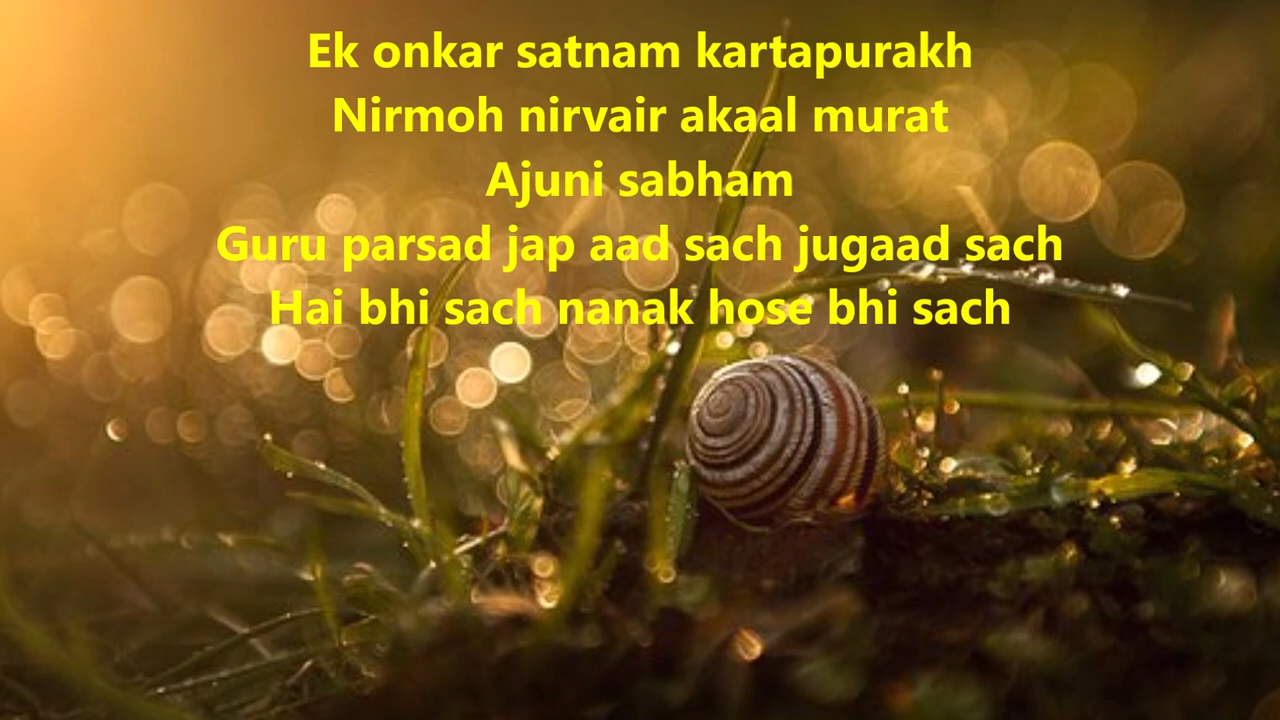 Ek onkar satnam kartapurakh
Nirmoh nirvair akaal murat
Ajuni sabham
Guru parsad jap aad sach jugaad sach
Hai bhi sach nanak hose bhi sach